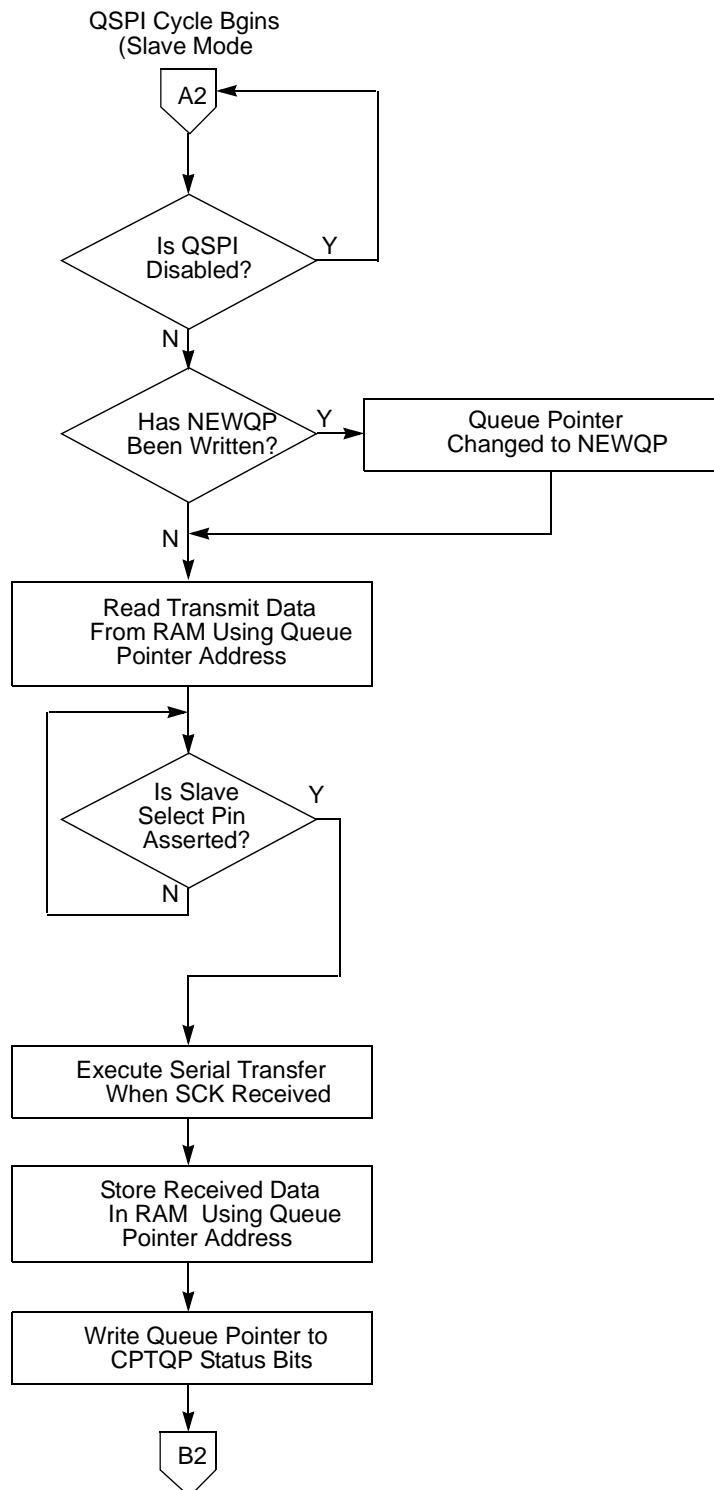 QSPI Cycle Bgins
(Slave Mode
A2
Is QSPI
Disabled?
Y
N
Has NEWQP
Been Written?
Y
Queue Pointer
Changed to NEWQP
N
Read Transmit Data
From RAM Using Queue
Pointer Address
Is Slave
Select Pin
Asserted?
Y
N
Execute Serial Transfer
When SCK Received
Store Received Data
In RAM Using Queue
Pointer Address
Write Queue Pointer to
CPTQP Status Bits
B2